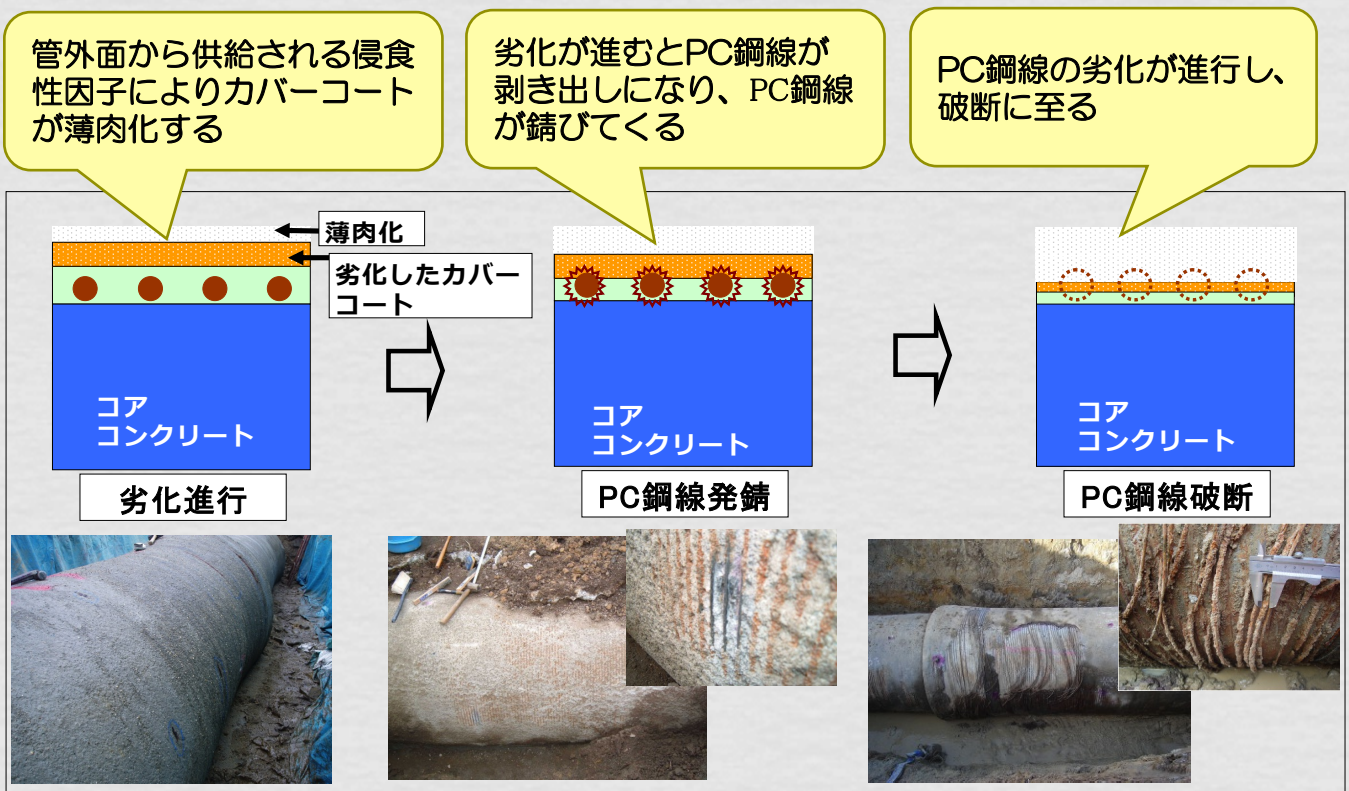 管外面から供給される侵食
性因子によりカバーコート
が薄肉化する
劣化が進むとPC鋼線が
剥き出しになり、PC鋼線
が錆びてくる
PC鋼線の劣化が進行し、
破断に至る
薄肉化
劣化したカバー
コート
コア
コンクリート
コア
コンクリート
コア
コンクリート
劣化進行
PC鋼線発錆
PC鋼線破断